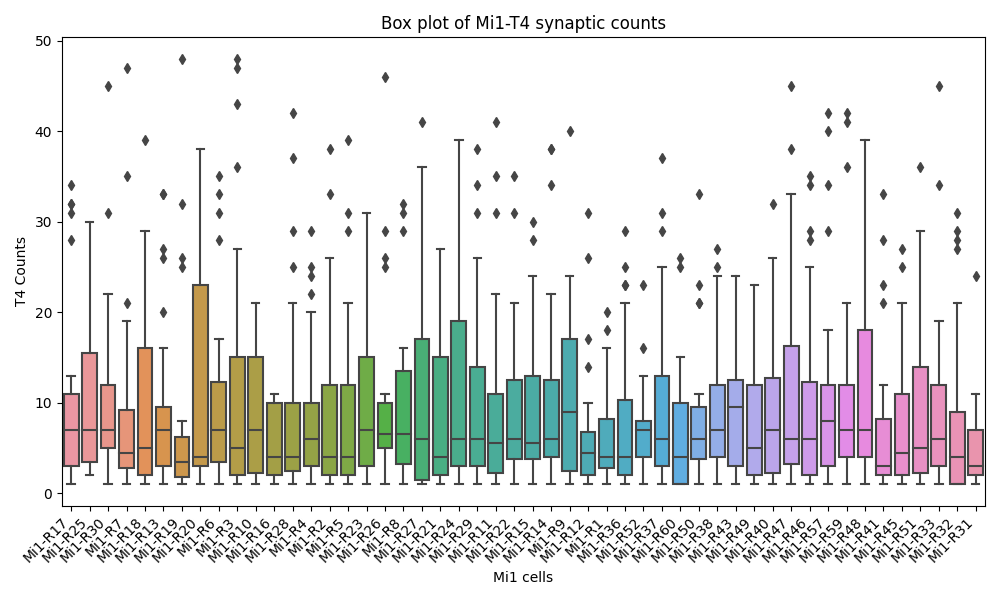 Box plot of Mi1-T4 synaptic counts
50
40
30
20
10
0
T4 Counts
Mi1-R17
Mi1-R25
Mi1-R30
Mi1-R7
Mi1-R18
Mi1-R13
Mi1-R19
Mi1-R20
Mi1-R6
Mi1-R3
Mi1-R10
Mi1-R16
Mi1-R28
Mi1-R4
Mi1-R2
Mi1-R5
Mi1-R23
Mi1-R26
Mi1-R8
Mi1-R27
Mi1-R21
Mi1-R24
Mi1-R29
Mi1-R11
Mi1-R22
Mi1-R15
Mi1-R14
Mi1-R9
Mi1-R12
Mi1-R1
Mi1-R36
Mi1-R52
Mi1-R37
Mi1-R60
Mi1-R50
Mi1-R38
Mi1-R43
Mi1-R49
Mi1-R40
Mi1-R47
Mi1-R46
Mi1-R57
Mi1-R59
Mi1-R48
Mi1-R41
Mi1-R45
Mi1-R51
Mi1-R33
Mi1-R32
Mi1-R31
Mi1 cells